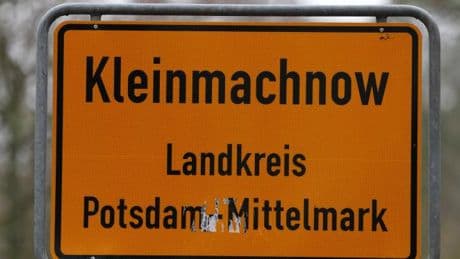 Kleinmachnow
Landkreis
Potsdam-Mittelmark